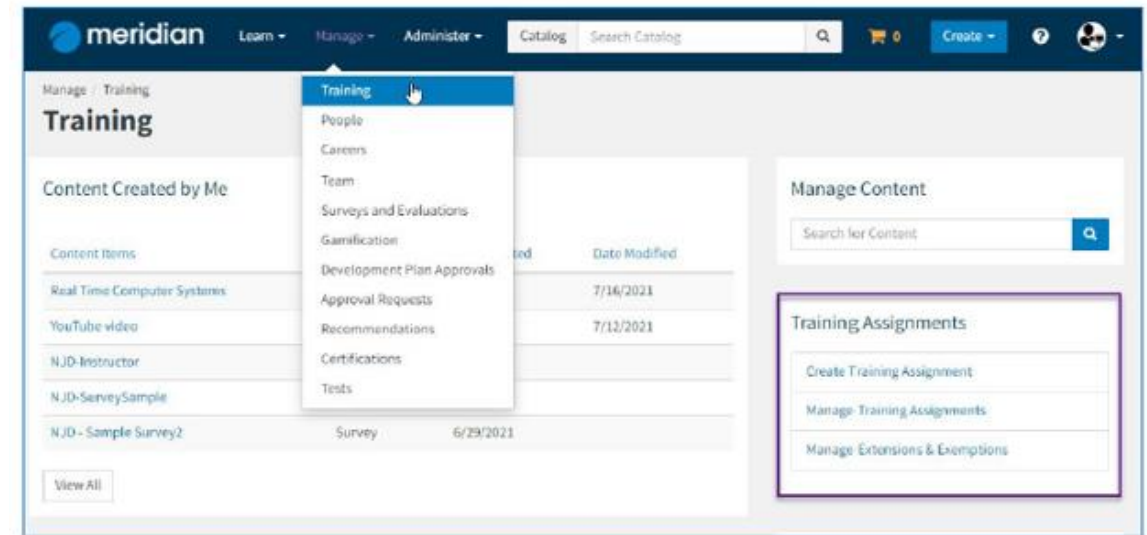 meridian Learn Manage Administer Catalog Search Catalog 0 Create ?
Manage / Training
Training
Training
People
Careers
Team
Surveys and Evaluations
Gamification
Development Plan Approvals
Approval Requests
Recommendations
Certifications
Tests
Content Created by Me
Content Items Date Modified
Real Time Computer Systems 7/16/2021
YouTube video 7/12/2021
NJD-Instructor
NJD-ServeySample
NJD - Sample Survey2 Survey 6/29/2021
View All
Manage Content
Search for Content
Training Assignments
Create Training Assignment
Manage Training Assignments
Manage Extensions & Exemptions